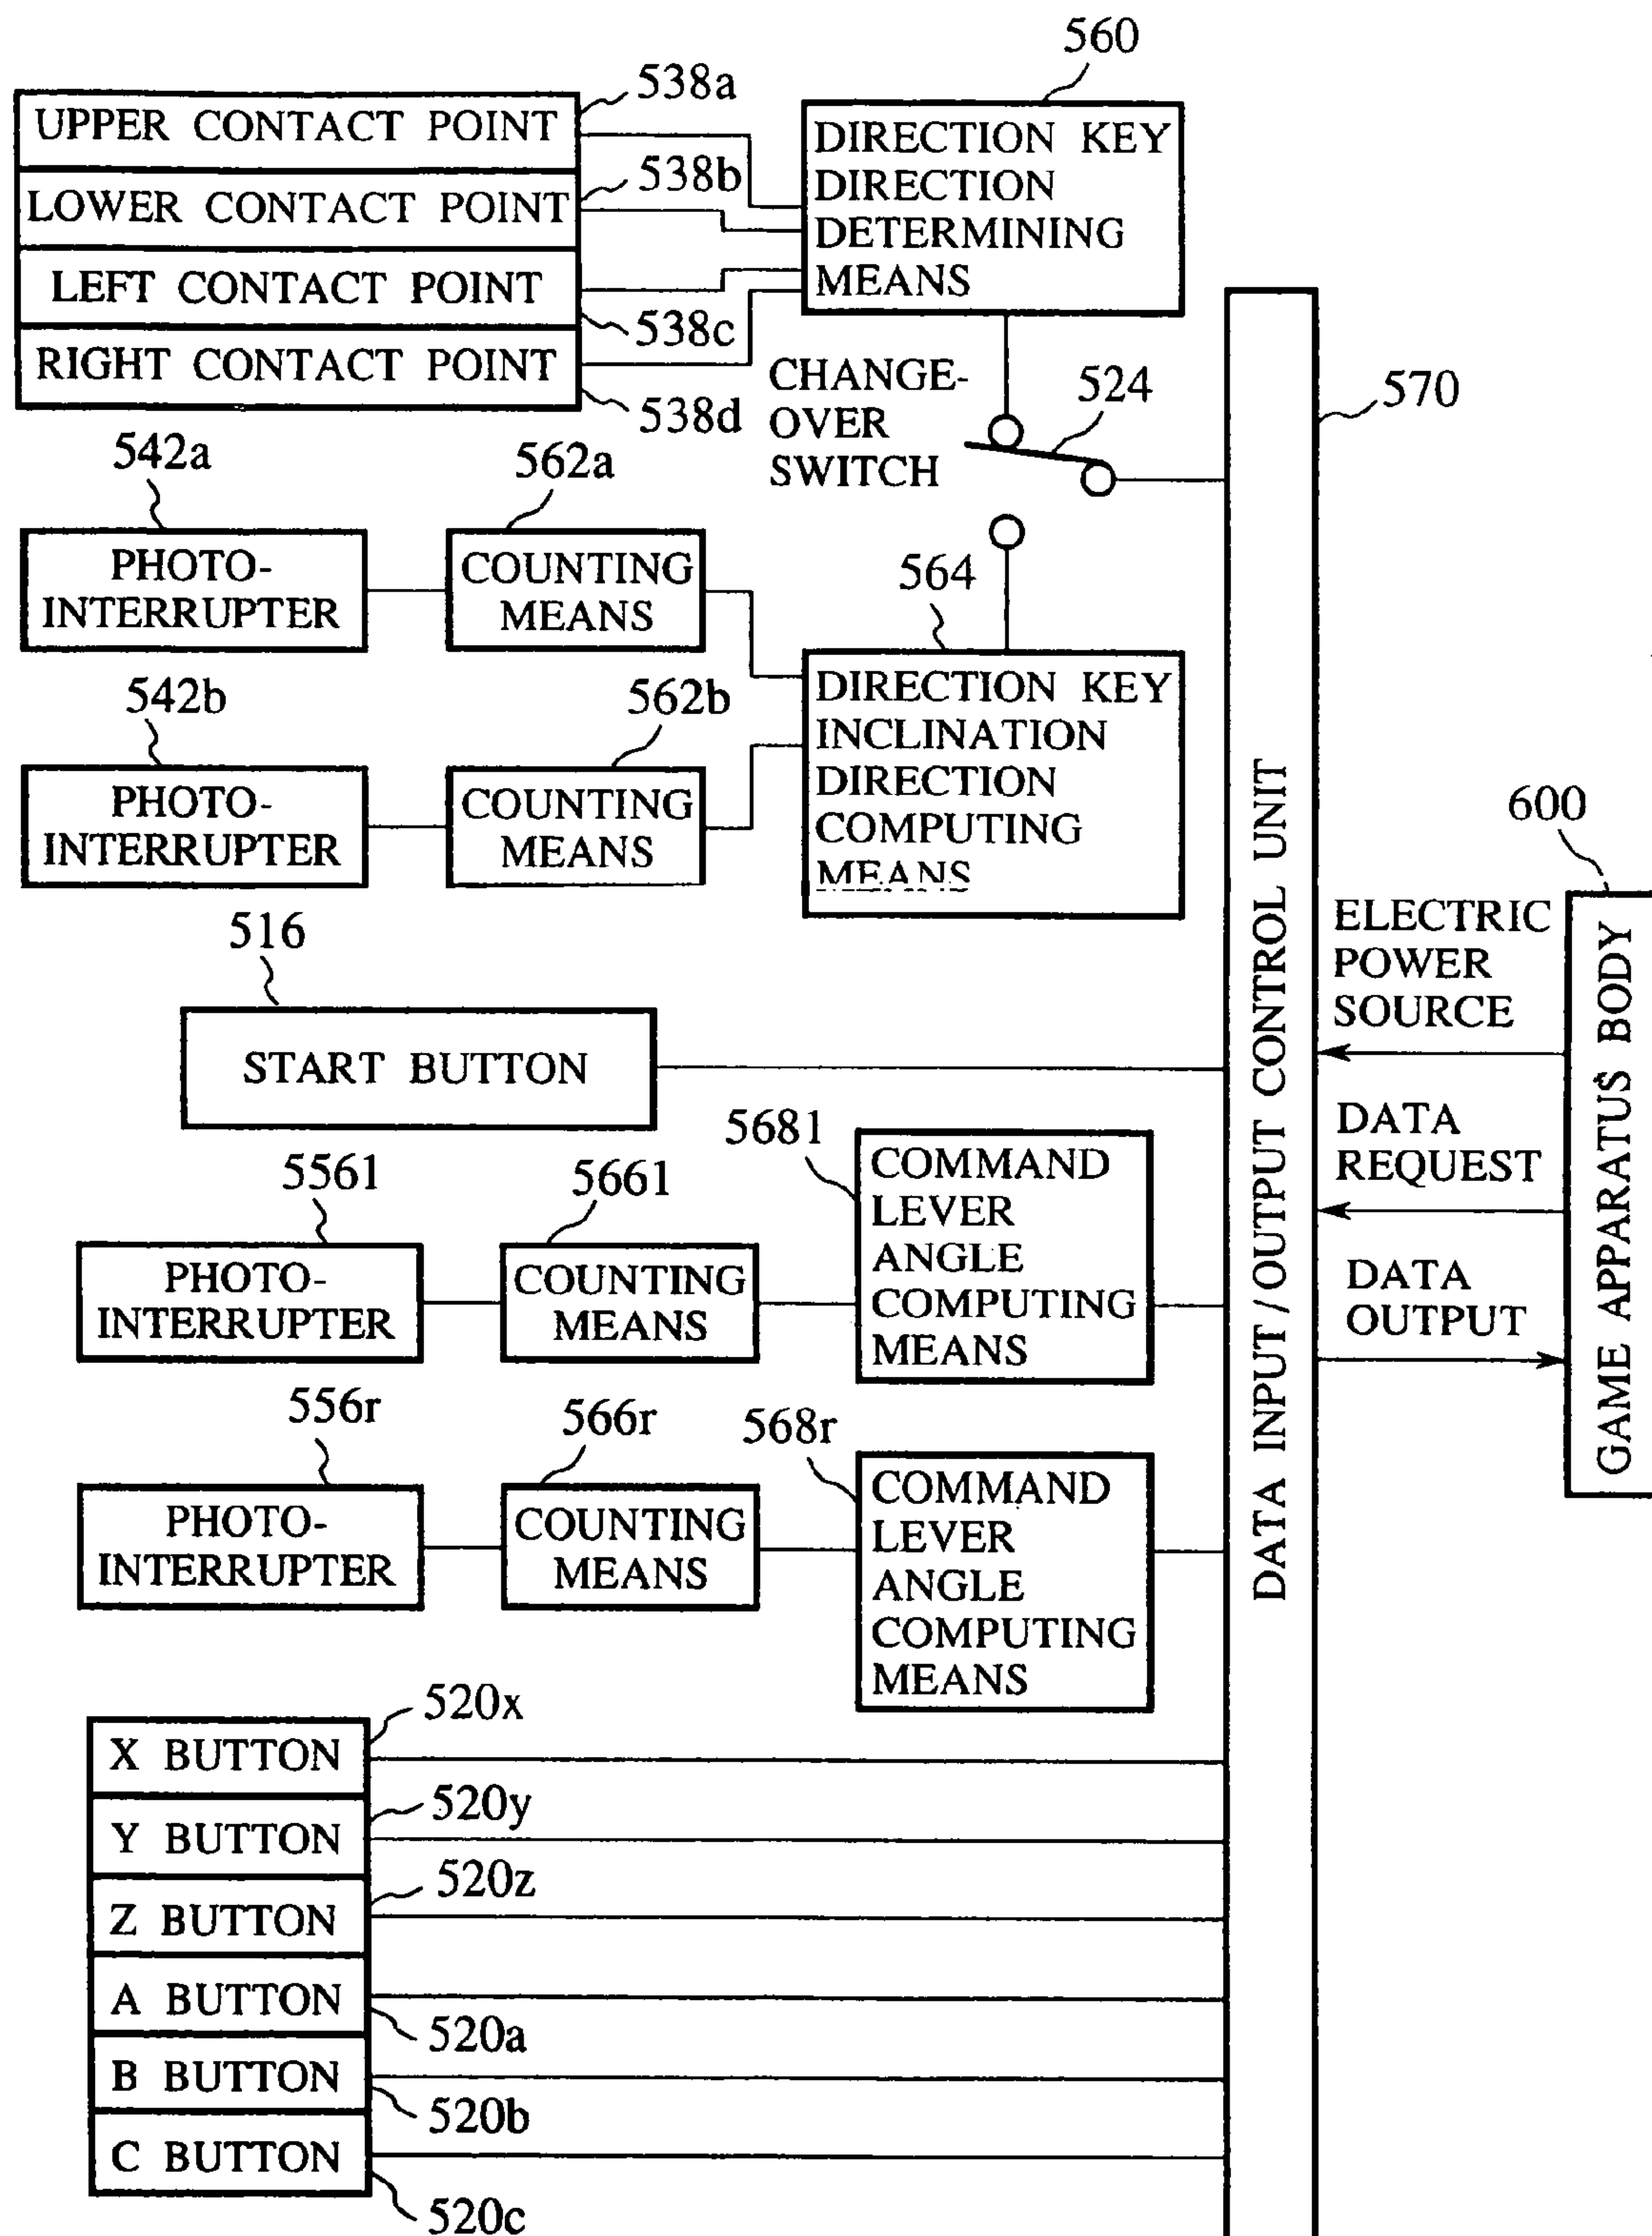 560
538a
UPPER CONTACT POINT
538b
LOWER CONTACT POINT
LEFT CONTACT POINT
538c
RIGHT CONTACT POINT
538d
DIRECTION KEY
DIRECTION
DETERMINING
MEANS
CHANGE-
OVER
SWITCH
524
570
542a
PHOTO-
INTERRUPTER
562a
COUNTING
MEANS
564
542b
PHOTO-
INTERRUPTER
562b
COUNTING
MEANS
DIRECTION KEY
INCLINATION
DIRECTION
COMPUTING
MEANS
516
START BUTTON
5561
PHOTO-
INTERRUPTER
5661
COUNTING
MEANS
5681
COMMAND
LEVER
ANGLE
COMPUTING
MEANS
556r
PHOTO-
INTERRUPTER
566r
COUNTING
MEANS
568r
COMMAND
LEVER
ANGLE
COMPUTING
MEANS
520x
X BUTTON
520y
Y BUTTON
520z
Z BUTTON
A BUTTON
520a
B BUTTON
520b
C BUTTON
520c
DATA INPUT/OUTPUT CONTROL UNIT
ELECTRIC
POWER
SOURCE
DATA
REQUEST
DATA
OUTPUT
600
GAME APPARATUS BODY